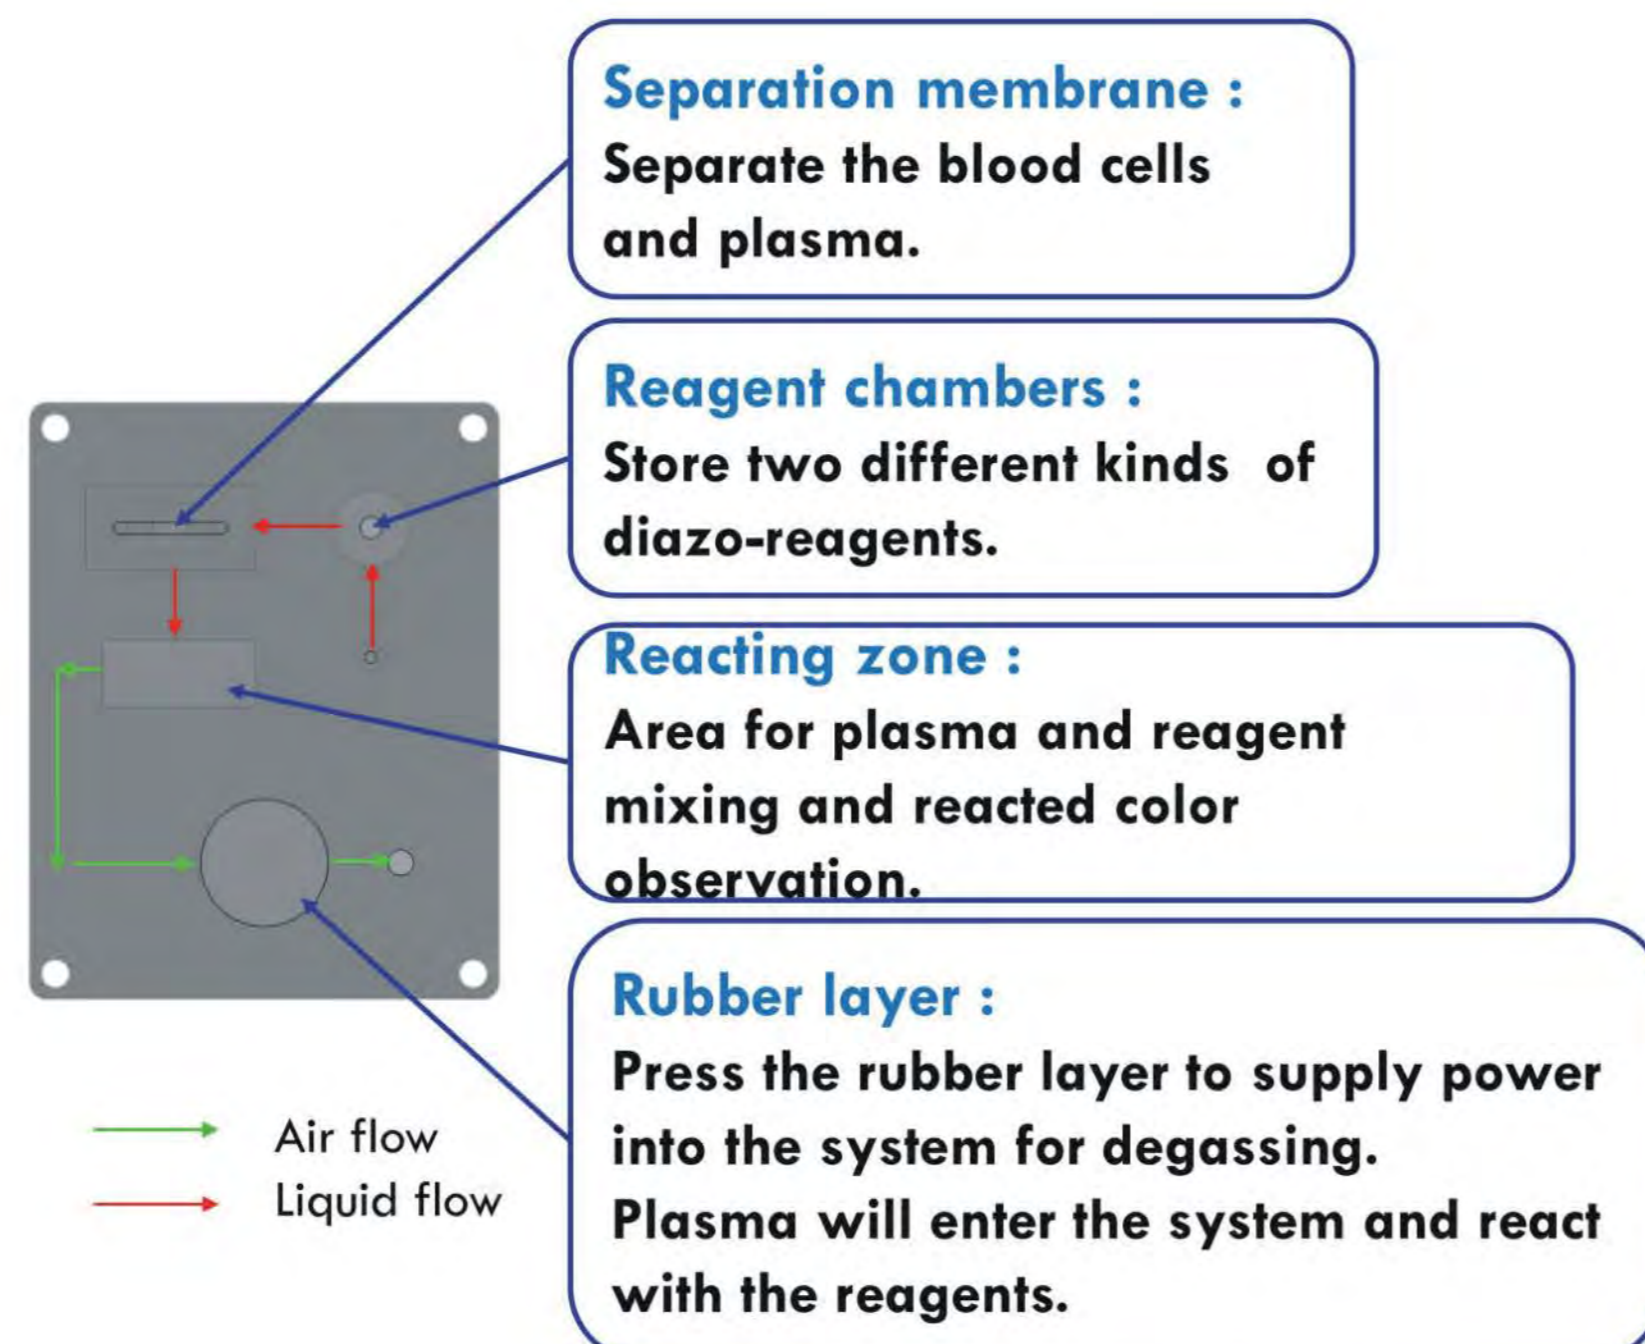 Separation membrane :
Separate the blood cells
and plasma.
Reagent chambers :
Store two different kinds  of
diazo-reagents.
Reacting zone :
Area for plasma and reagent
mixing and reacted color
observation.
Rubber layer :
Press the rubber layer to supply power
into the system for degassing.
Plasma will enter the system and react
with the reagents.
Air flow
Liquid flow